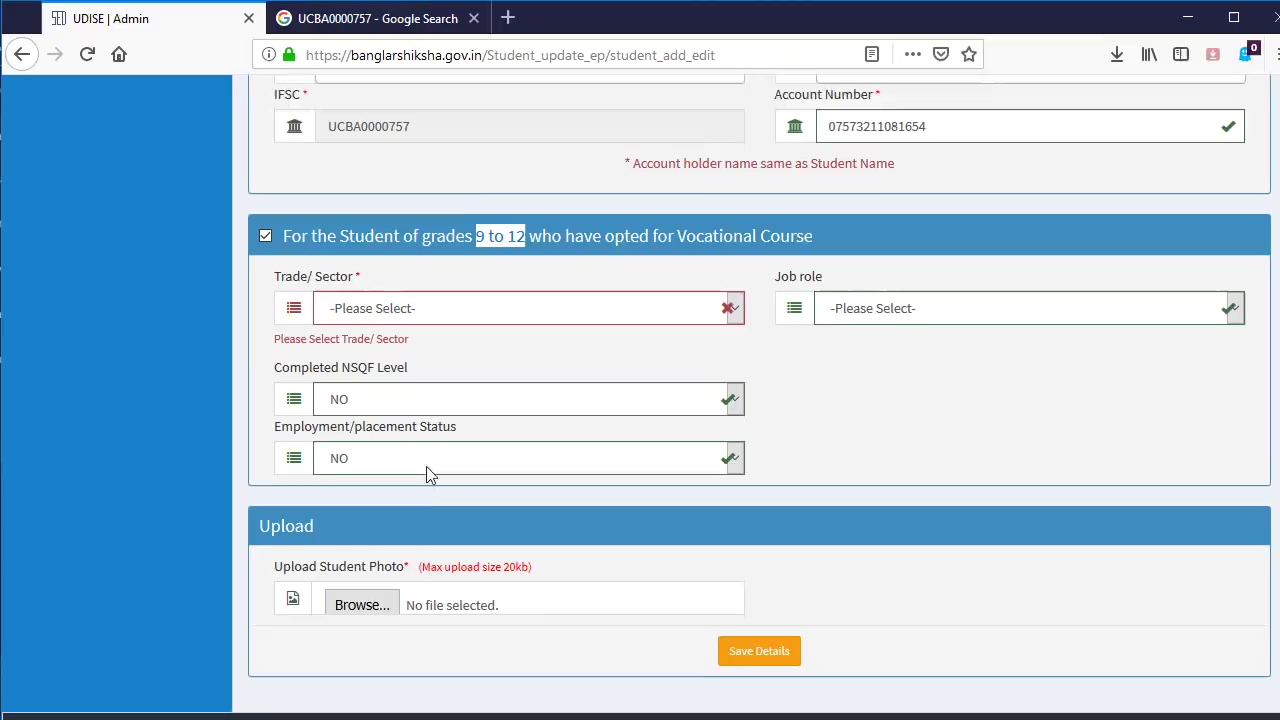 UDISE | Admin
UCBA0000757 - Google Search
https://banglarshiksha.gov.in/Student_update_ep/student_add_edit
0
IFSC *
Account Number *
UCBA0000757
07573211081654
* Account holder name same as Student Name
For the Student of grades 9 to 12 who have opted for Vocational Course
Trade/ Sector *
Job role
-Please Select-
-Please Select-
Please Select Trade/ Sector
Completed NSQF Level
NO
Employment/placement Status
NO
Upload
Upload Student Photo* (Max upload size 20kb)
Browse... No file selected.
Save Details